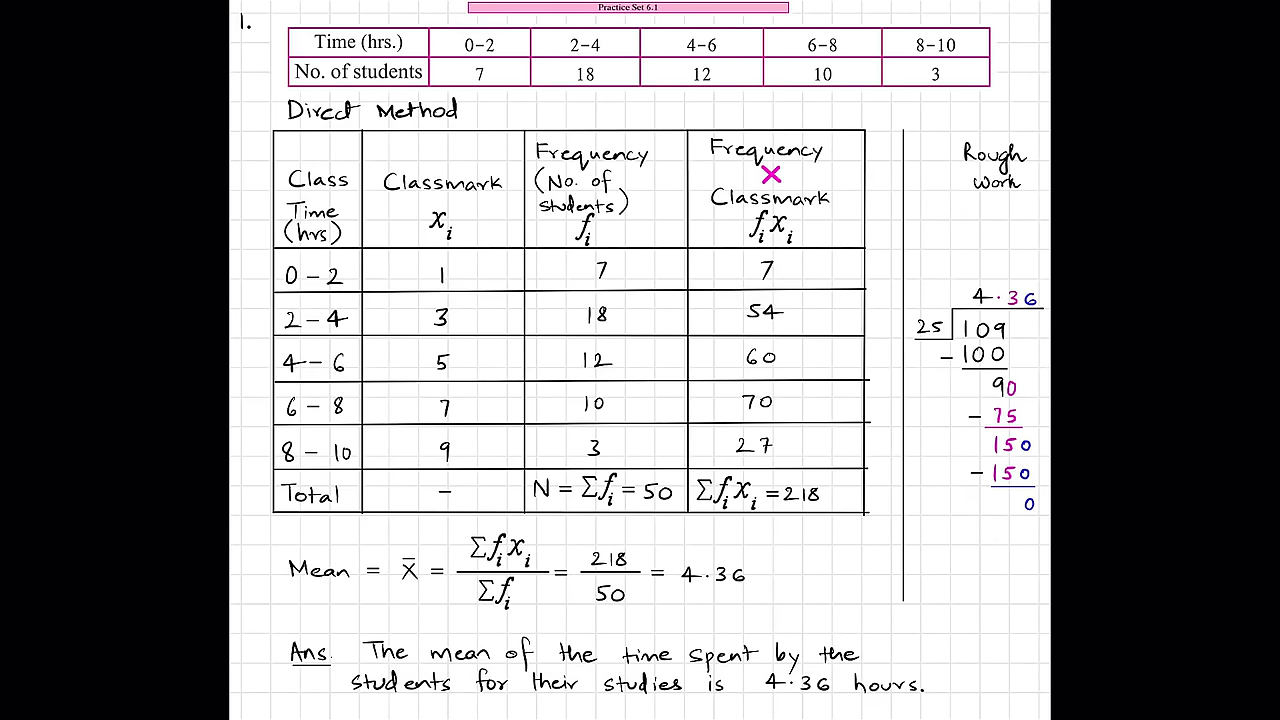 Practice Set 6.1
1.
Time (hrs.) 0–2 2–4 4–6 6–8 8–10
No. of students 7 18 12 10 3
Direct Method
Class Time (hrs) Classmark xi Frequency (No. of students) fi Frequency × Classmark fixi
0 – 2 1 7 7
2 – 4 3 18 54
4 – 6 5 12 60
6 – 8 7 10 70
8 – 10 9 3 27
Total – N = Σfi = 50 Σfixi = 218
Mean = X̄ = Σfixi / Σfi = 218 / 50 = 4.36
Ans. The mean of the time spent by the
students for their studies is 4.36 hours.
Rough
work
4.36
25 109
– 100
90
– 75
150
– 150
0